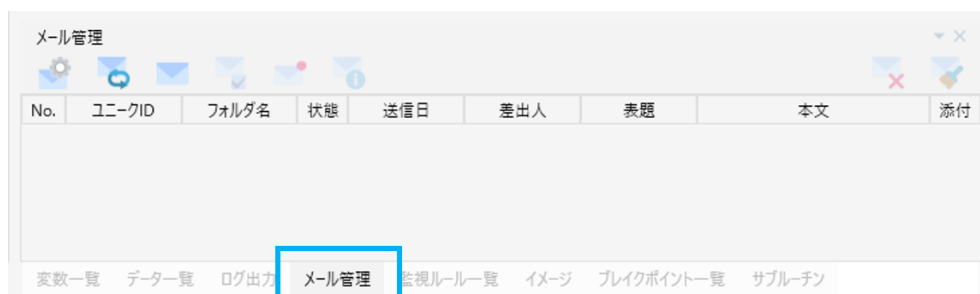 メール管理
No. ユニークID フォルダ名 状態 送信日 差出人 表題 本文 添付
変数一覧 データ一覧 ログ出力 メール管理 監視ルール一覧 イメージ ブレイクポイント一覧 サブルーチン